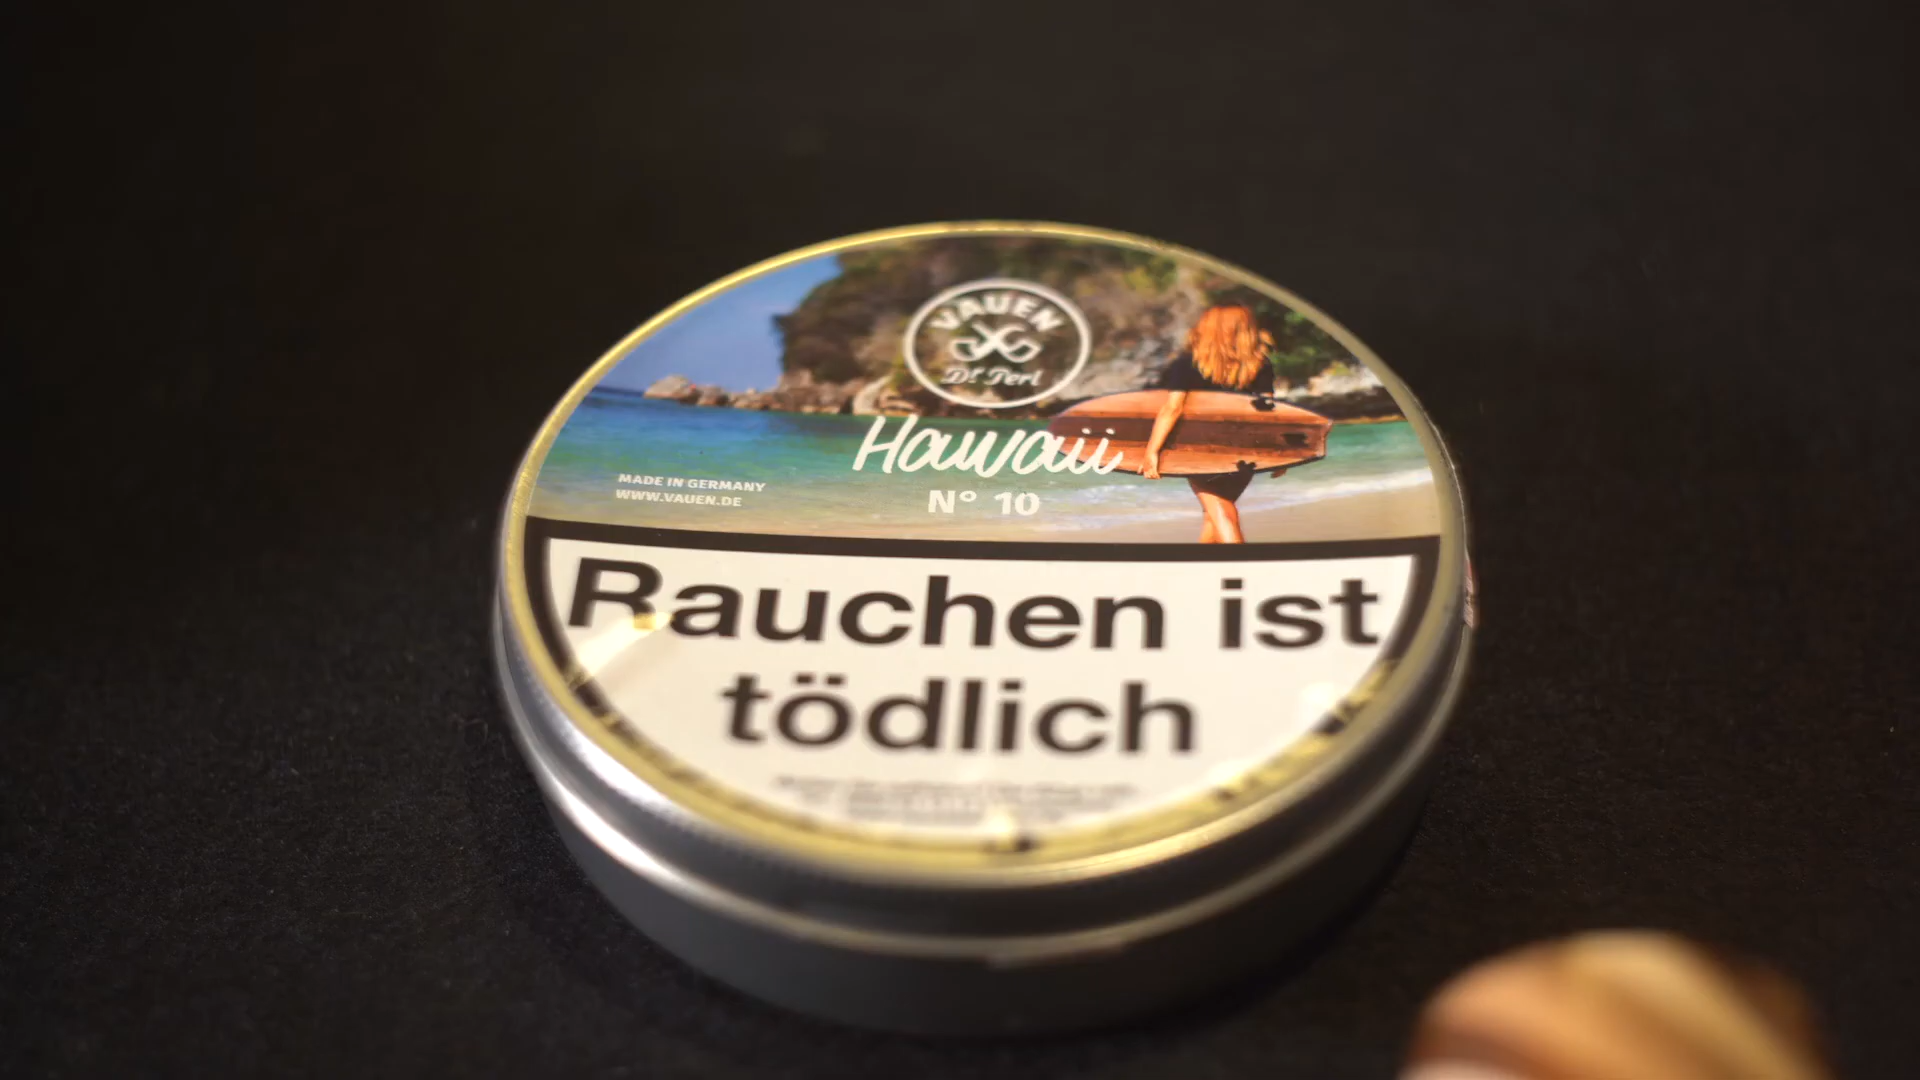 VAUEN
Dr Perl
Hawaii
N° 10
MADE IN GERMANY
WWW.VAUEN.DE
Rauchen ist
tödlich